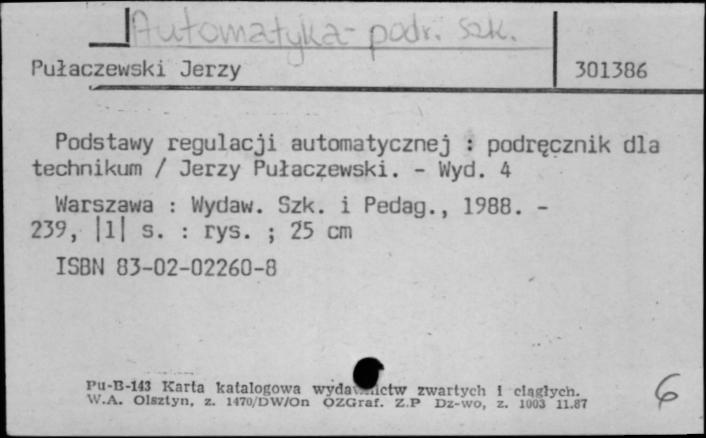 Automatyka - podr. szk.
Pułaczewski Jerzy 301386
Podstawy regulacji automatycznej : podręcznik dla
technikum / Jerzy Pułaczewski. - Wyd. 4
Warszawa : Wydaw. Szk. i Pedag., 1988. -
239, |1| s. : rys. ; 25 cm
ISBN 83-02-02260-8
Pu-B-143 Karta katalogowa wydawnictw zwartych i ciągłych.
W.A. Olsztyn, z. 1470/DW/On OZGraf. Z.P Dz-wo, z. 1003 11.87
6